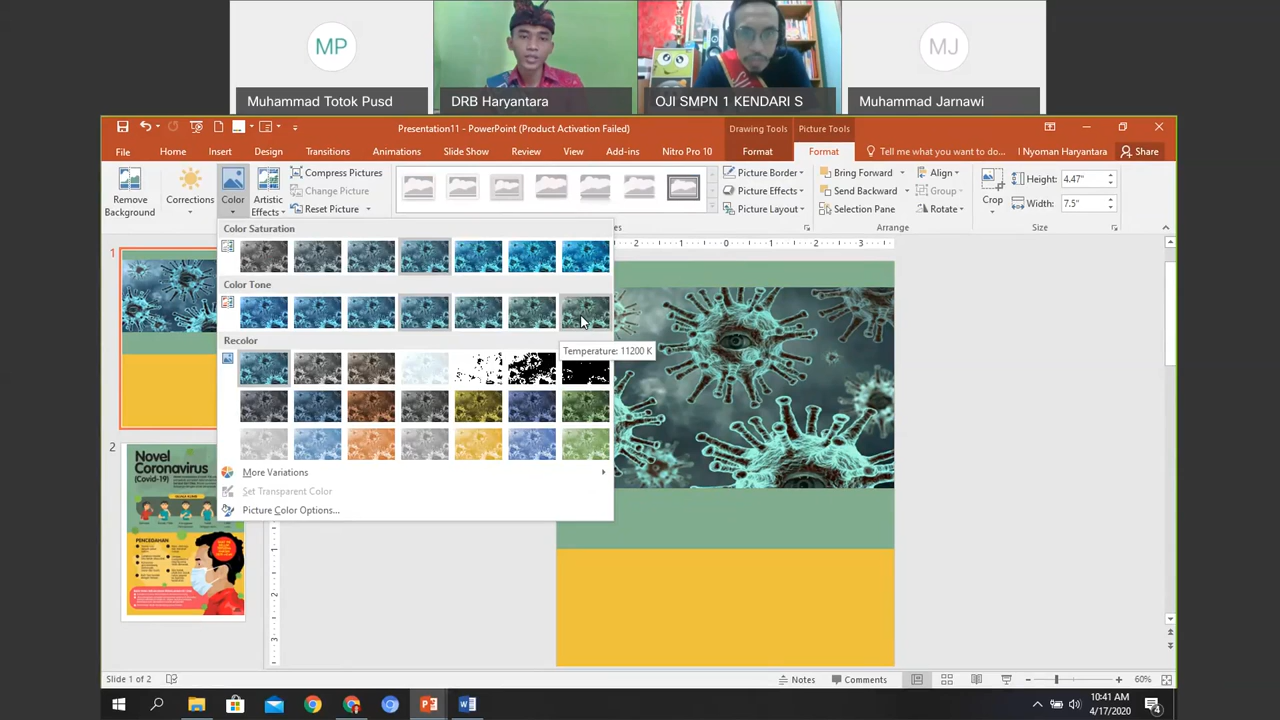 MP
MJ
Muhammad Totok Pusd
DRB Haryantara
OJI SMPN 1 KENDARI S
Muhammad Jarnawi
Presentation11 - PowerPoint (Product Activation Failed)
Drawing Tools
Picture Tools
File
Home
Insert
Design
Transitions
Animations
Slide Show
Review
View
Add-ins
Nitro Pro 10
Format
Format
Tell me what you want to do...
I Nyoman Haryantara
Share
Remove Background
Corrections
Color
Artistic Effects
Compress Pictures
Change Picture
Reset Picture
Picture Border
Picture Effects
Picture Layout
Bring Forward
Send Backward
Selection Pane
Align
Group
Rotate
Crop
Height: 4.47"
Width: 7.5"
Arrange
Size
Color Saturation
Color Tone
Recolor
Temperature: 11200 K
More Variations
Set Transparent Color
Picture Color Options...
1
2
Novel
Coronavirus
(Covid-19)
PENCEGAHAN
Slide 1 of 2
Notes
Comments
60%
10:41 AM
4/17/2020
4